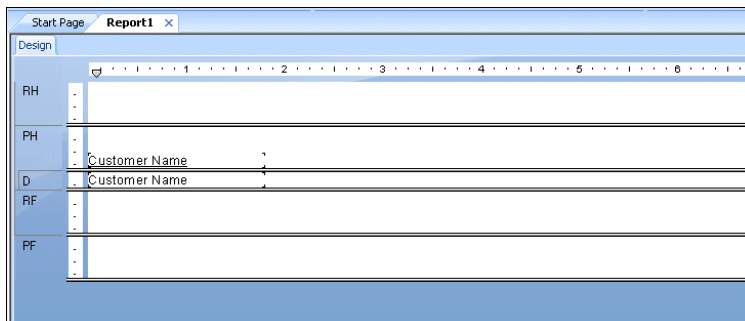 Start Page Report1 ×
Design
1 2 3 4 5 6
RH
PH
Customer Name
D Customer Name
RF
PF